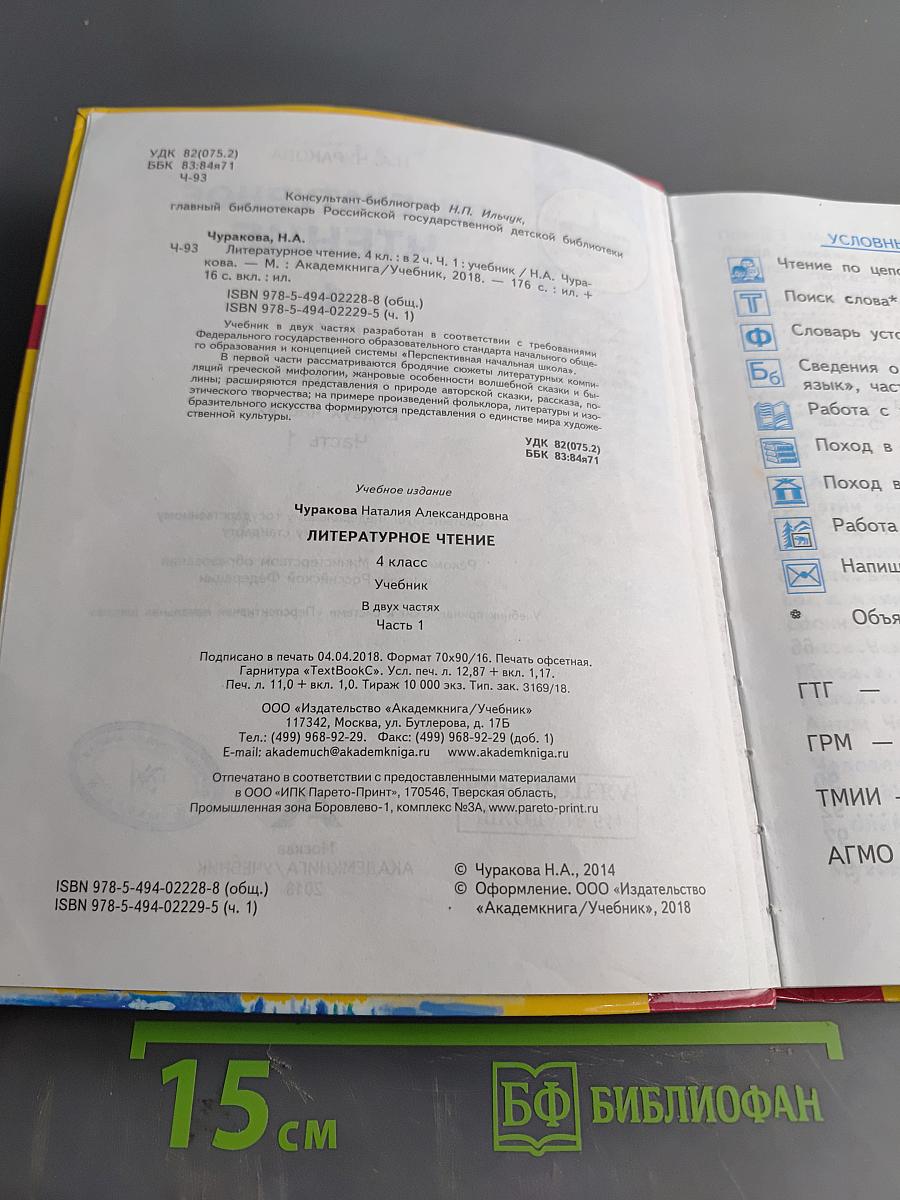 УДК 82(075.2)
ББК 83:84я71
Ч-93
Консультант-библиограф Н.П. Ильчук,
главный библиотекарь Российской государственной детской библиотеки
Чуракова, Н.А.
Ч-93 Литературное чтение. 4 кл. : в 2 ч. Ч. 1 : учебник / Н.А. Чура-
кова. — М. : Академкнига/Учебник, 2018. — 176 с. : ил. +
16 с. вкл. : ил.
ISBN 978-5-494-02228-8 (общ.)
ISBN 978-5-494-02229-5 (ч. 1)
Учебник в двух частях разработан в соответствии с требованиями
Федерального государственного образовательного стандарта начального обще-
го образования и концепцией системы «Перспективная начальная школа».
В первой части рассматриваются бродячие сюжеты литературных компи-
ляций греческой мифологии, жанровые особенности волшебной сказки и бы-
лины; расширяются представления о природе авторской сказки, рассказа, по-
этического творчества; на примере произведений фольклора, литературы и изо-
бразительного искусства формируются представления о единстве мира художе-
ственной культуры.
УДК 82(075.2)
ББК 83:84я71
Учебное издание
Чуракова Наталия Александровна
ЛИТЕРАТУРНОЕ ЧТЕНИЕ
4 класс
Учебник
В двух частях
Часть 1
Подписано в печать 04.04.2018. Формат 70х90/16. Печать офсетная.
Гарнитура «TextBookC». Усл. печ. л. 12,87 + вкл. 1,17.
Печ. л. 11,0 + вкл. 1,0. Тираж 10 000 экз. Тип. зак. 3169/18.
ООО «Издательство «Академкнига/Учебник»
117342, Москва, ул. Бутлерова, д. 17Б
Тел.: (499) 968-92-29. Факс: (499) 968-92-29 (доб. 1)
E-mail: akademuch@akademkniga.ru www.akademkniga.ru
Отпечатано в соответствии с предоставленными материалами
в ООО «ИПК Парето-Принт», 170546, Тверская область,
Промышленная зона Боровлево-1, комплекс №3А, www.pareto-print.ru
ISBN 978-5-494-02228-8 (общ.)
ISBN 978-5-494-02229-5 (ч. 1)
© Чуракова Н.А., 2014
© Оформление. ООО «Издательство
«Академкнига/Учебник», 2018
УСЛОВНЫ
Чтение по цепо
Т Поиск слова*
Ф Словарь усто
Бб Сведения о
язык», част
Работа с
Поход в
Поход в
Работа
Напиш
* Объя
ГТГ —
ГРМ —
ТМИИ -
АГМО
15 см
БФ БИБЛИОФАН